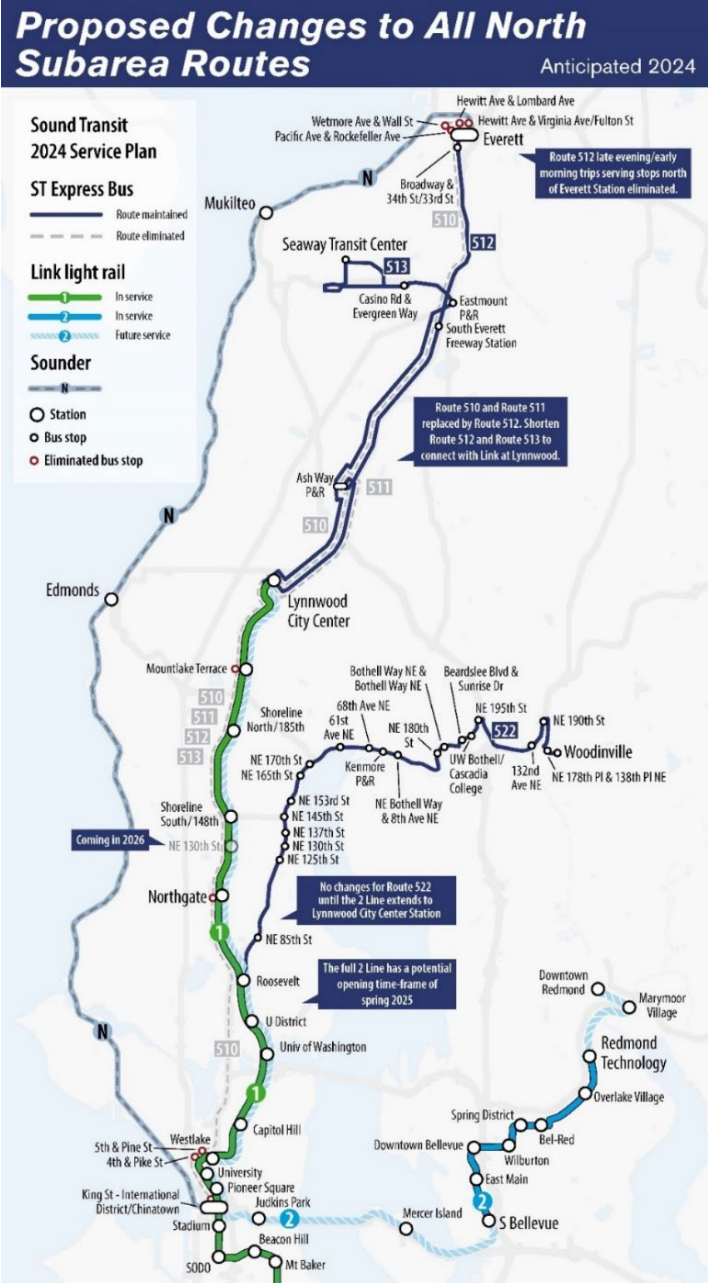 Proposed Changes to All North
Subarea Routes
Anticipated 2024
Sound Transit
2024 Service Plan
ST Express Bus
Route maintained
Route eliminated
Link light rail
1 In service
2 In service
2 Future service
Sounder
N
Station
Bus stop
Eliminated bus stop
Hewitt Ave & Lombard Ave
Wetmore Ave & Wall St
Hewitt Ave & Virginia Ave/Fulton St
Pacific Ave & Rockefeller Ave
Everett
Route 512 late evening/early
morning trips serving stops north
of Everett Station eliminated.
Broadway &
34th St/33rd St
N
Mukilteo
510
512
Seaway Transit Center
513
Casino Rd &
Evergreen Way
Eastmount
P&R
South Everett
Freeway Station
Route 510 and Route 511
replaced by Route 512. Shorten
Route 512 and Route 513 to
connect with Link at Lynnwood.
Ash Way
P&R
511
510
N
Edmonds
Lynnwood
City Center
Mountlake Terrace
510
511
512
513
Shoreline
North/185th
Bothell Way NE &
Bothell Way NE
Beardslee Blvd &
Sunrise Dr
68th Ave NE
61st
Ave NE
NE 180th
St
NE 195th St
522
NE 190th St
Woodinville
NE 170th St
NE 165th St
Kenmore
P&R
UW Bothell/
Cascadia
College
132nd
Ave NE
NE 178th Pl & 138th Pl NE
NE Bothell Way
& 8th Ave NE
NE 153rd St
NE 145th St
NE 137th St
NE 130th St
NE 125th St
Shoreline
South/148th
Coming in 2026
NE 130th St
Northgate
No changes for Route 522
until the 2 Line extends to
Lynnwood City Center Station
1
NE 85th St
The full 2 Line has a potential
opening time-frame of
spring 2025
Roosevelt
Downtown
Redmond
Marymoor
Village
U District
N
510
Univ of Washington
Redmond
Technology
1
Overlake Village
Capitol Hill
Spring District
Bel-Red
Westlake
5th & Pine St
4th & Pike St
Downtown Bellevue
Wilburton
University
East Main
Pioneer Square
King St - International
District/Chinatown
Judkins Park
2
2
Mercer Island
S Bellevue
Stadium
Beacon Hill
SODO
Mt Baker